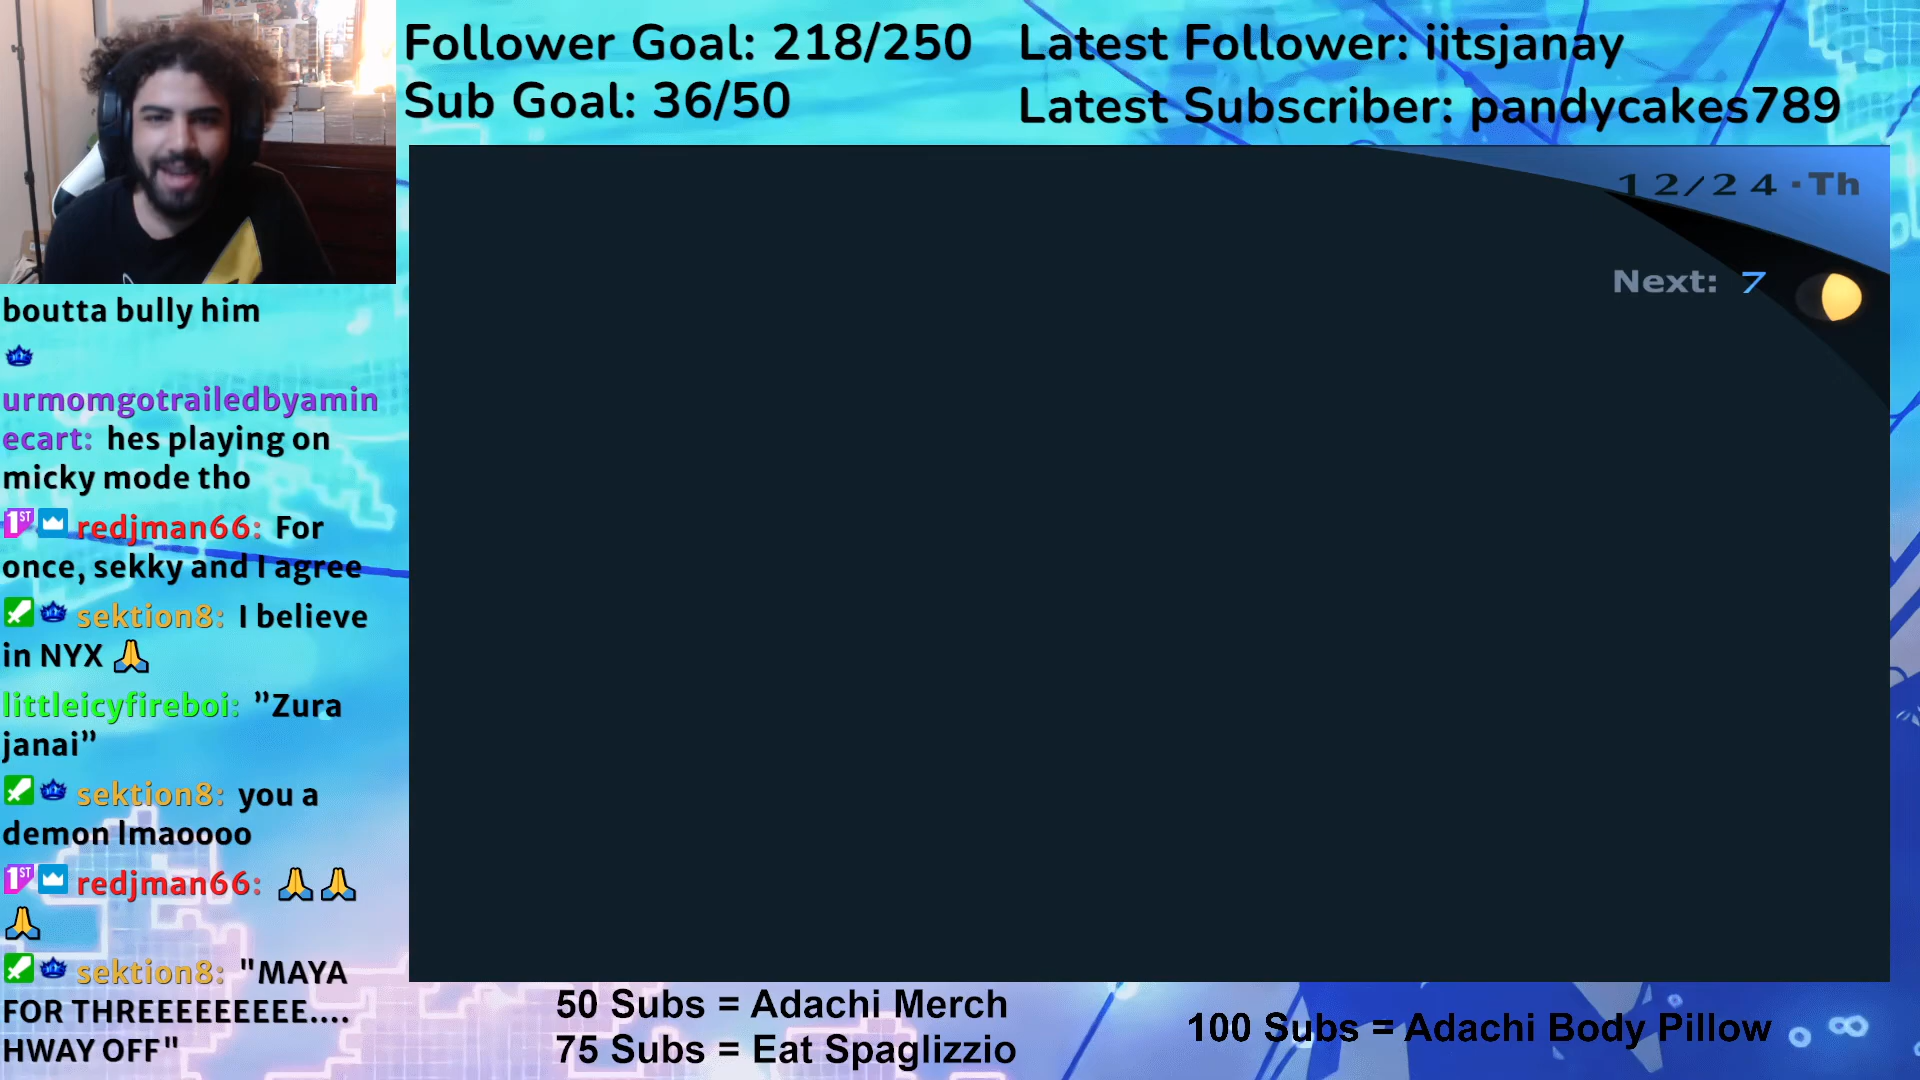 Follower Goal: 218/250
Sub Goal: 36/50
Latest Follower: iitsjanay
Latest Subscriber: pandycakes789
12/24 · Th
Next: 7
boutta bully him
urmomgotrailedbyamin
ecart: hes playing on
micky mode tho
1ST redjman66: For
once, sekky and I agree
sektion8: I believe
in NYX 🙏
littleicyfireboi: ”Zura
janai”
sektion8: you a
demon lmaoooo
1ST redjman66: 🙏🙏
🙏
sektion8: "MAYA
FOR THREEEEEEEEE....
HWAY OFF"
50 Subs = Adachi Merch
75 Subs = Eat Spaglizzio
100 Subs = Adachi Body Pillow